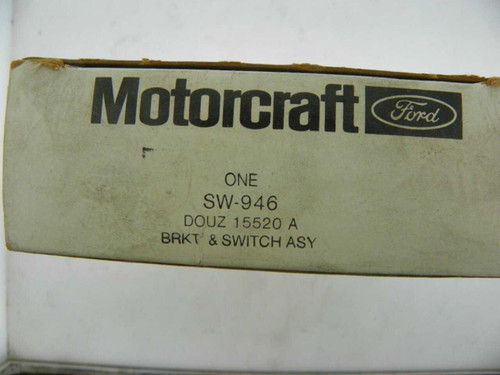 Motorcraft Ford
ONE
SW-946
DOUZ 15520 A
BRKT & SWITCH ASY